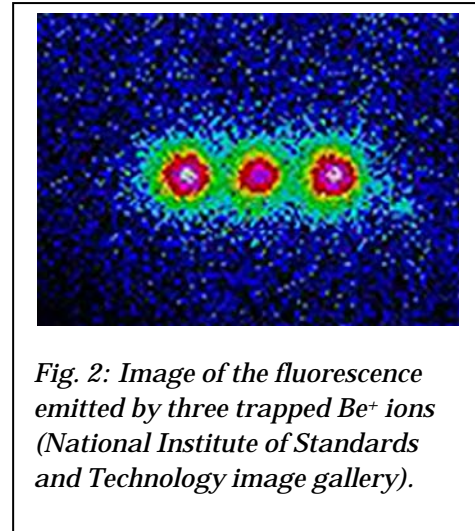 Fig. 2: Image of the fluorescence
emitted by three trapped Be⁺ ions
(National Institute of Standards
and Technology image gallery).